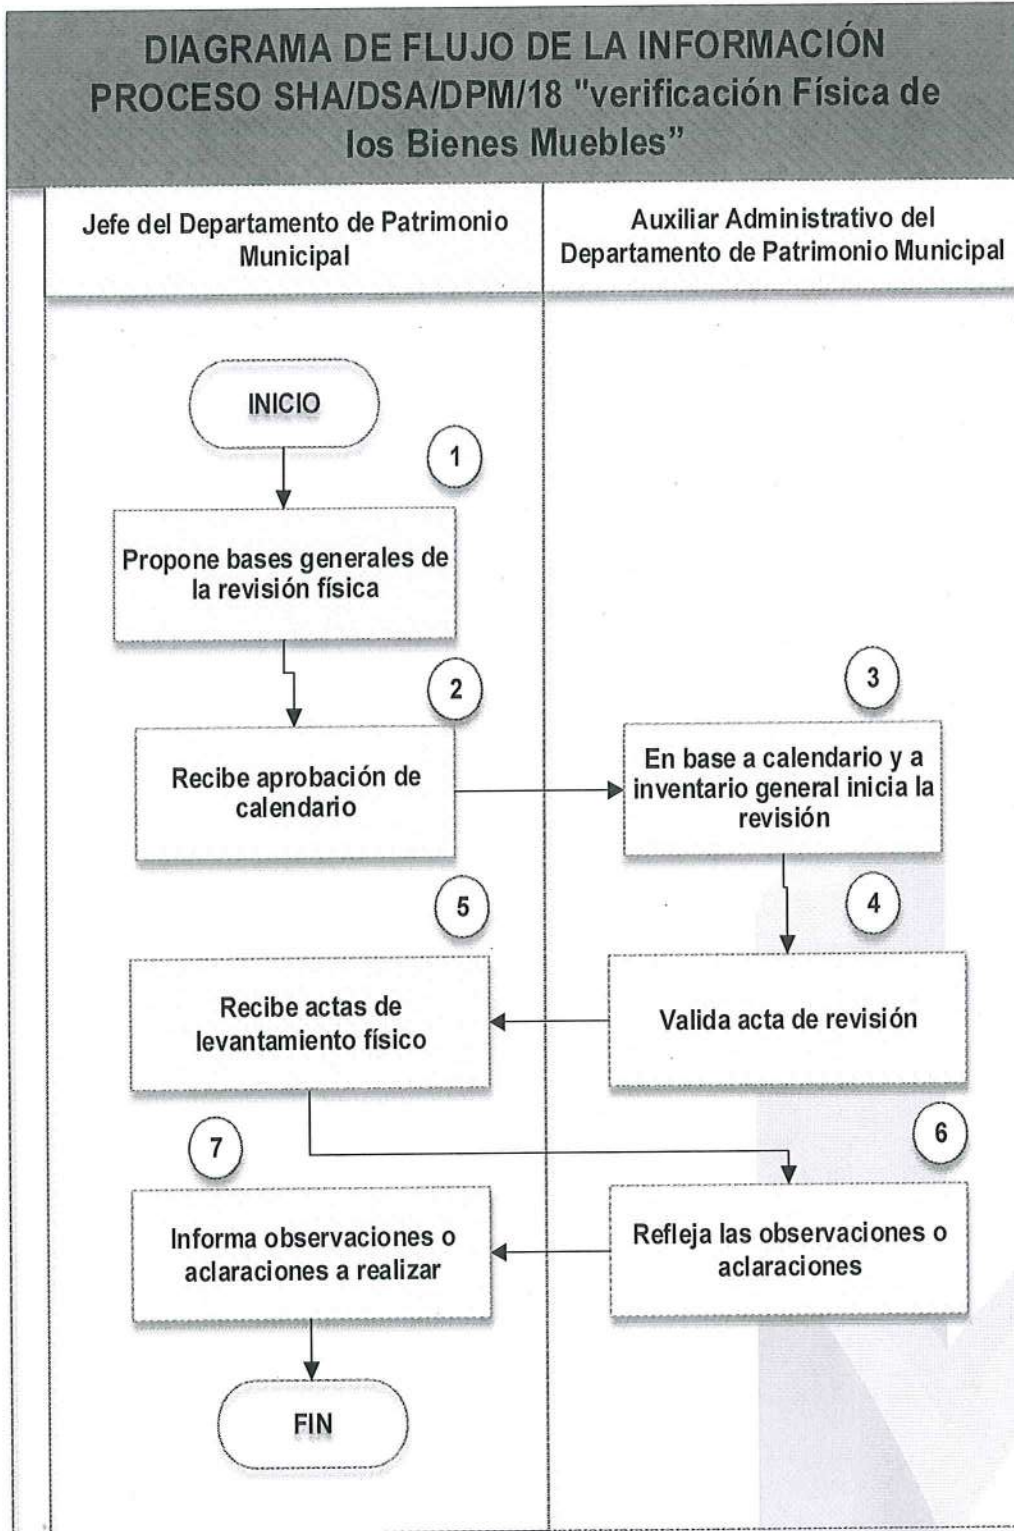 DIAGRAMA DE FLUJO DE LA INFORMACIÓN
PROCESO SHA/DSA/DPM/18 "verificación Física de
los Bienes Muebles”
Jefe del Departamento de Patrimonio
Municipal
Auxiliar Administrativo del
Departamento de Patrimonio Municipal
INICIO
1
Propone bases generales de
la revisión física
2
Recibe aprobación de
calendario
3
En base a calendario y a
inventario general inicia la
revisión
4
Valida acta de revisión
5
Recibe actas de
levantamiento físico
6
Refleja las observaciones o
aclaraciones
7
Informa observaciones o
aclaraciones a realizar
FIN